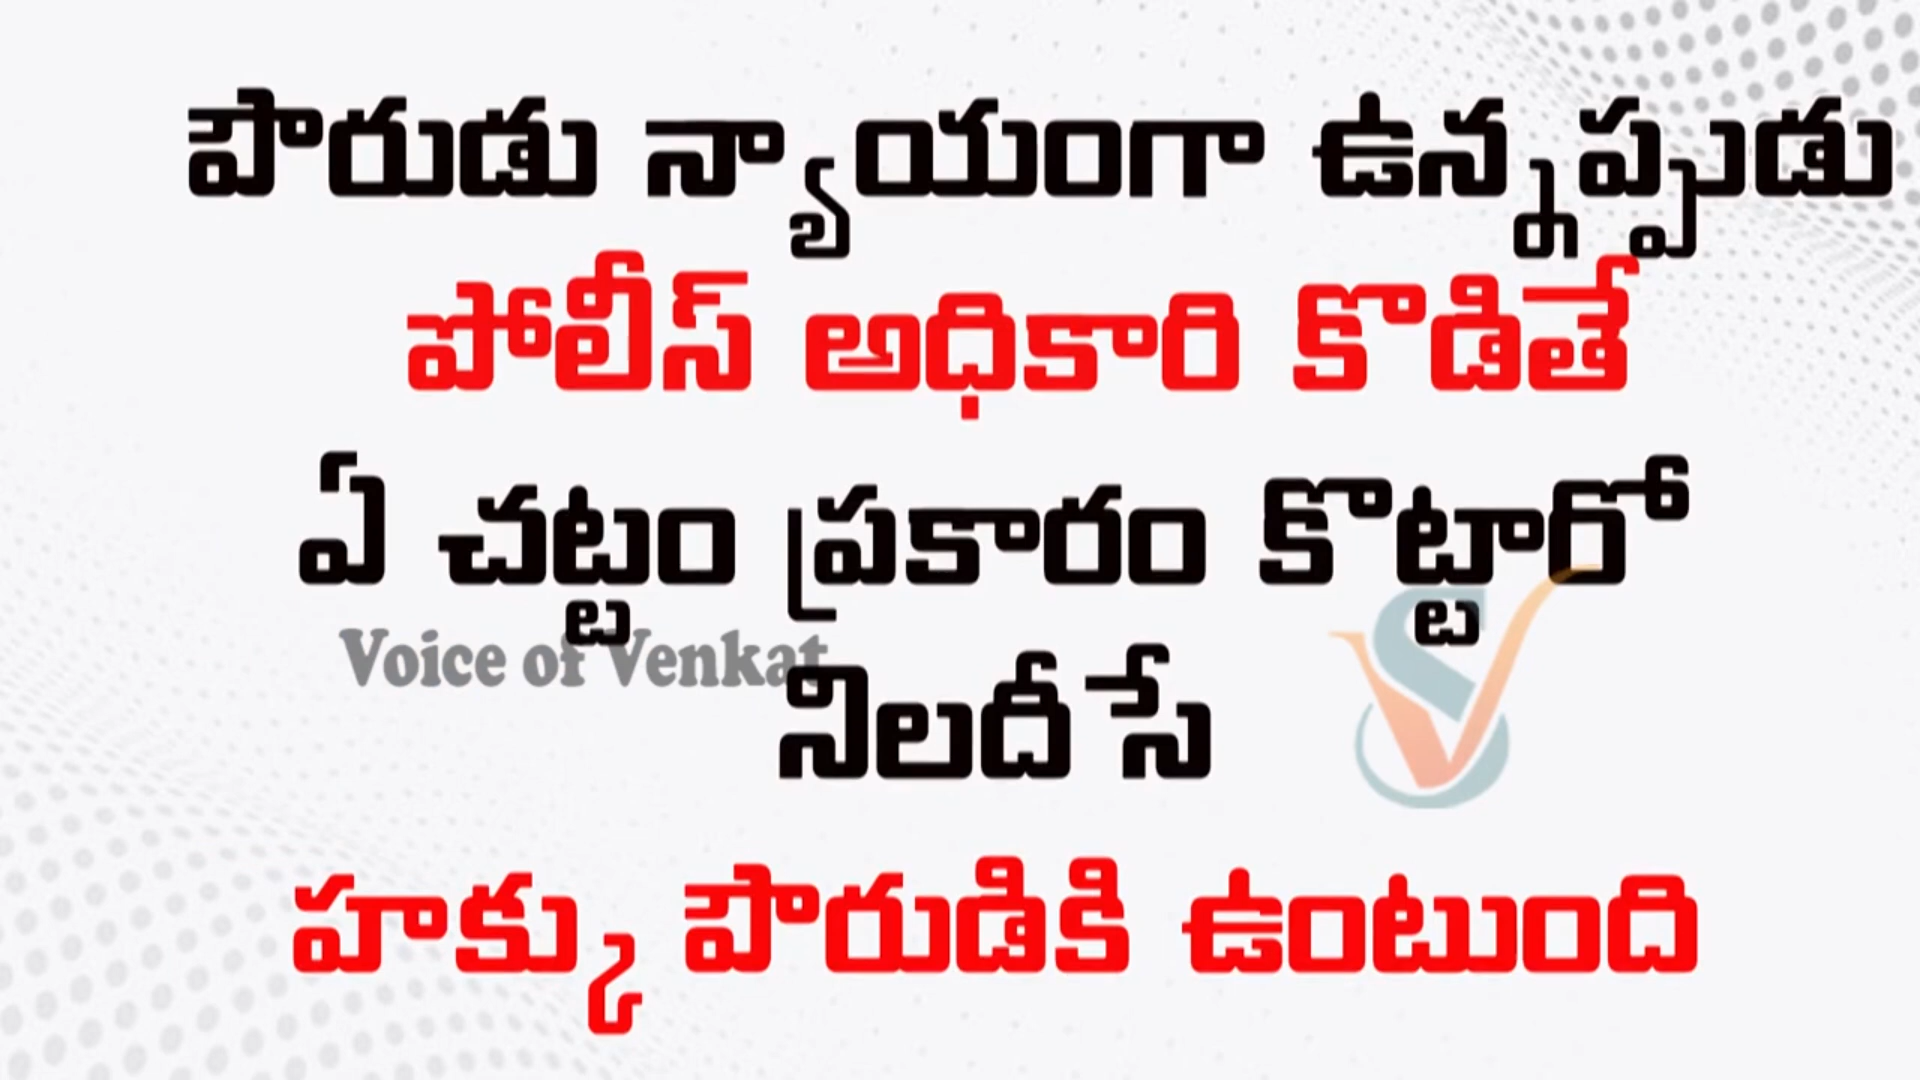 పౌరుడు న్యాయంగా ఉన్నప్పుడు
పోలీస్ అధికారి కొడితే
ఏ చట్టం ప్రకారం కొట్టారో
Voice of Venkat
నిలదీసే
హక్కు పౌరుడికి ఉంటుంది